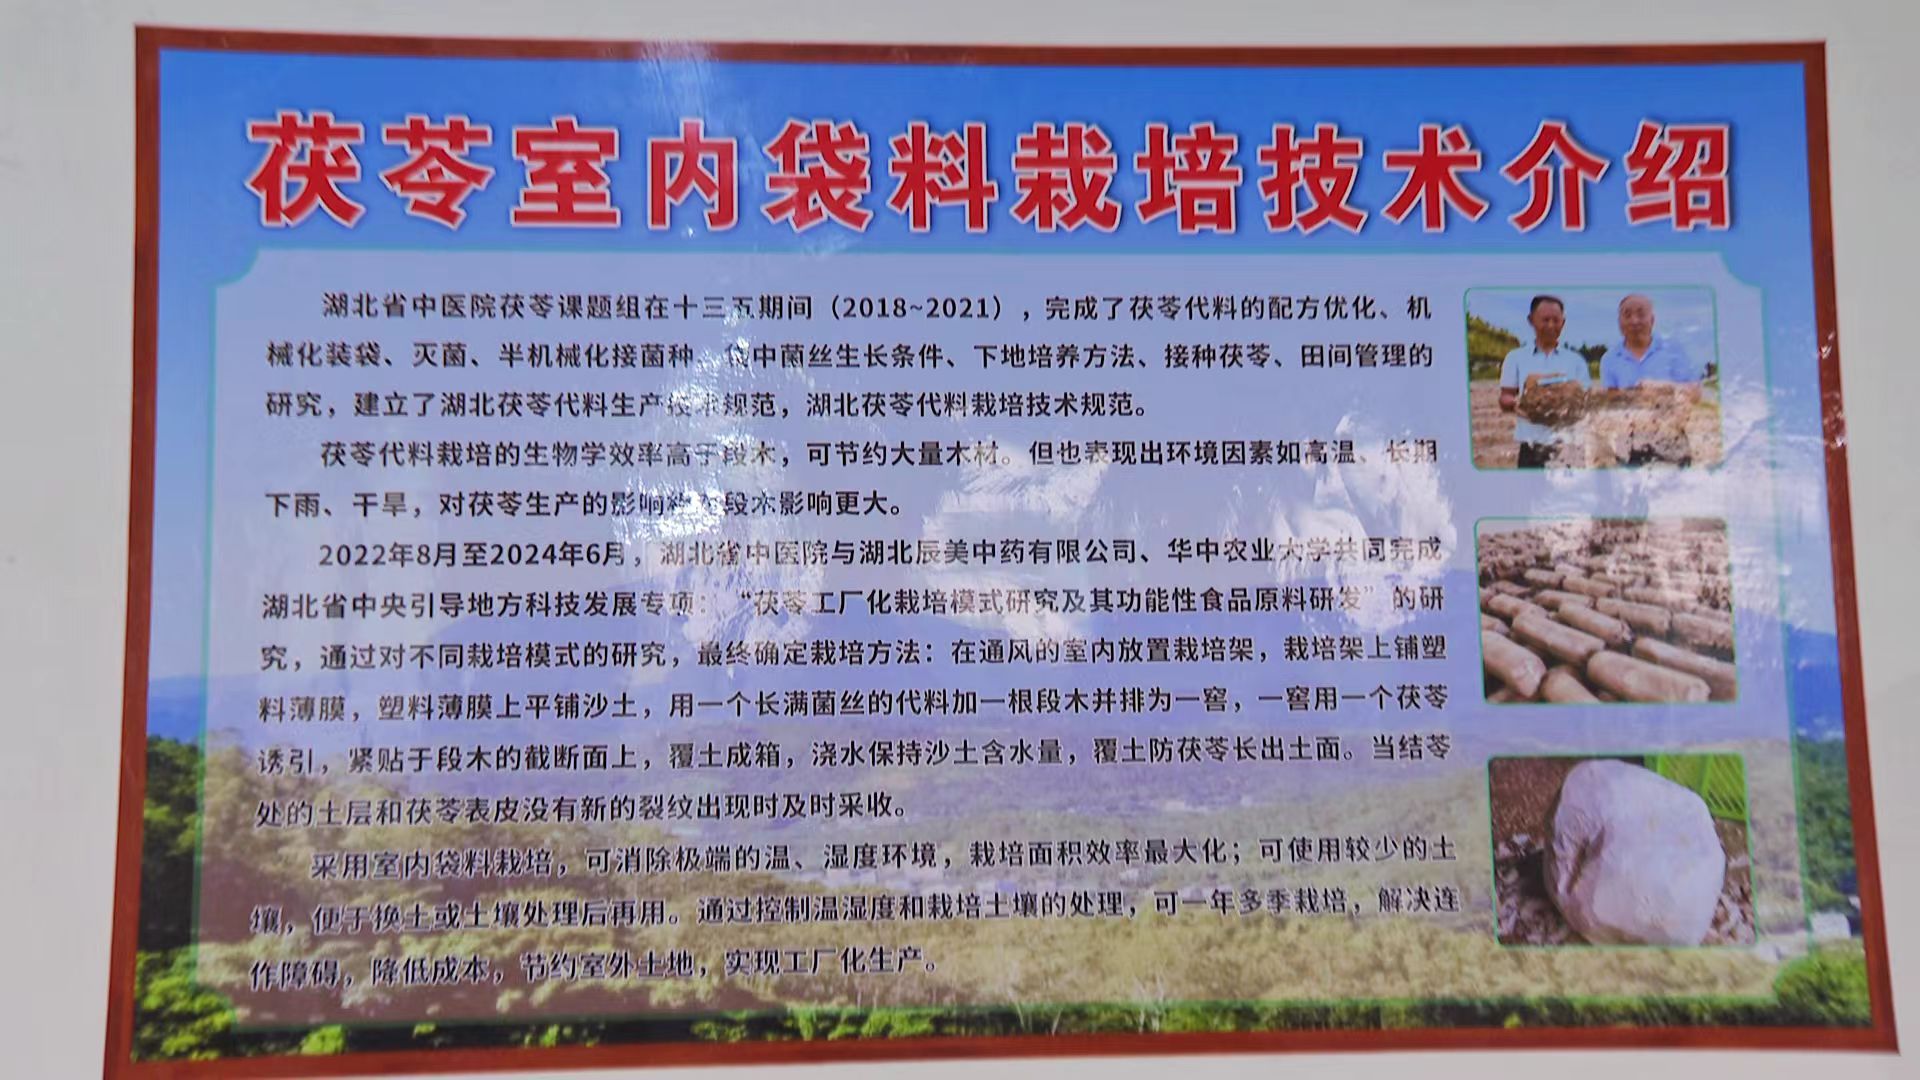 茯苓室内袋料栽培技术介绍
湖北省中医院茯苓课题组在十三五期间（2018~2021），完成了茯苓代料的配方优化、机
械化装袋、灭菌、半机械化接菌种、袋中菌丝生长条件、下地培养方法、接种茯苓、田间管理的
研究，建立了湖北茯苓代料生产技术规范，湖北茯苓代料栽培技术规范。
茯苓代料栽培的生物学效率高于段木，可节约大量木材。但也表现出环境因素如高温、长期
下雨、干旱，对茯苓生产的影响段木影响更大。
2022年8月至2024年6月，湖北省中医院与湖北辰美中药有限公司、华中农业大学共同完成
湖北省中央引导地方科技发展专项：“茯苓工厂化栽培模式研究及其功能性食品原料研发”的研
究，通过对不同栽培模式的研究，最终确定栽培方法：在通风的室内放置栽培架，栽培架上铺塑
料薄膜，塑料薄膜上平铺沙土，用一个长满菌丝的代料加一根段木并排为一窖，一窖用一个茯苓
诱引，紧贴于段木的截断面上，覆土成箱，浇水保持沙土含水量，覆土防茯苓长出土面。当结苓
处的土层和茯苓表皮没有新的裂纹出现时及时采收。
采用室内袋料栽培，可消除极端的温、湿度环境，栽培面积效率最大化；可使用较少的土
壤，便于换土或土壤处理后再用。通过控制温湿度和栽培土壤的处理，可一年多季栽培，解决连
作障碍，降低成本，节约室外土地，实现工厂化生产。